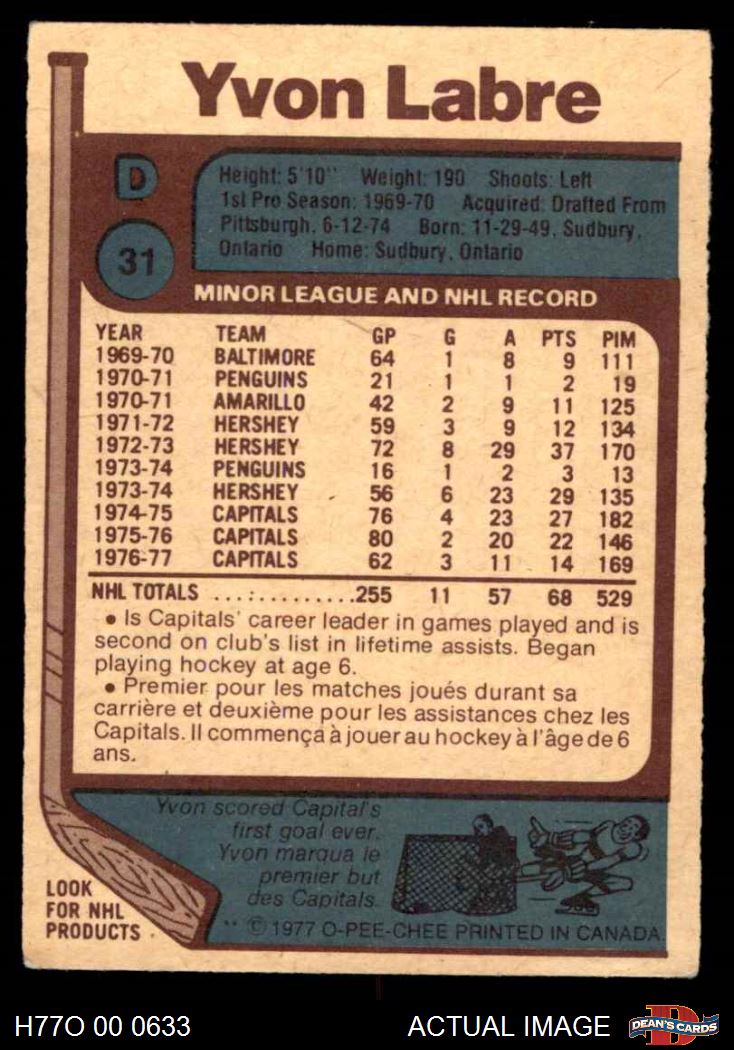 Yvon Labre
D
Height: 5'10" Weight: 190 Shoots: Left
1st Pro Season: 1969-70 Acquired: Drafted From
Pittsburgh, 6-12-74 Born: 11-29-49, Sudbury,
Ontario Home: Sudbury, Ontario
31
MINOR LEAGUE AND NHL RECORD
YEAR TEAM GP G A PTS PIM
1969-70 BALTIMORE 64 1 8 9 111
1970-71 PENGUINS 21 1 1 2 19
1970-71 AMARILLO 42 2 9 11 125
1971-72 HERSHEY 59 3 9 12 134
1972-73 HERSHEY 72 8 29 37 170
1973-74 PENGUINS 16 1 2 3 13
1973-74 HERSHEY 56 6 23 29 135
1974-75 CAPITALS 76 4 23 27 182
1975-76 CAPITALS 80 2 20 22 146
1976-77 CAPITALS 62 3 11 14 169
NHL TOTALS ..............255 11 57 68 529
• Is Capitals' career leader in games played and is
second on club's list in lifetime assists. Began
playing hockey at age 6.
• Premier pour les matches joués durant sa
carrière et deuxième pour les assistances chez les
Capitals. Il commença à jouer au hockey à l'âge de 6
ans.
Yvon scored Capital's
first goal ever.
Yvon marqua le
premier but
des Capitals.
LOOK
FOR NHL
PRODUCTS
© 1977 O-PEE-CHEE PRINTED IN CANADA.
H77O 00 0633
ACTUAL IMAGE
D
DEAN'S CARDS